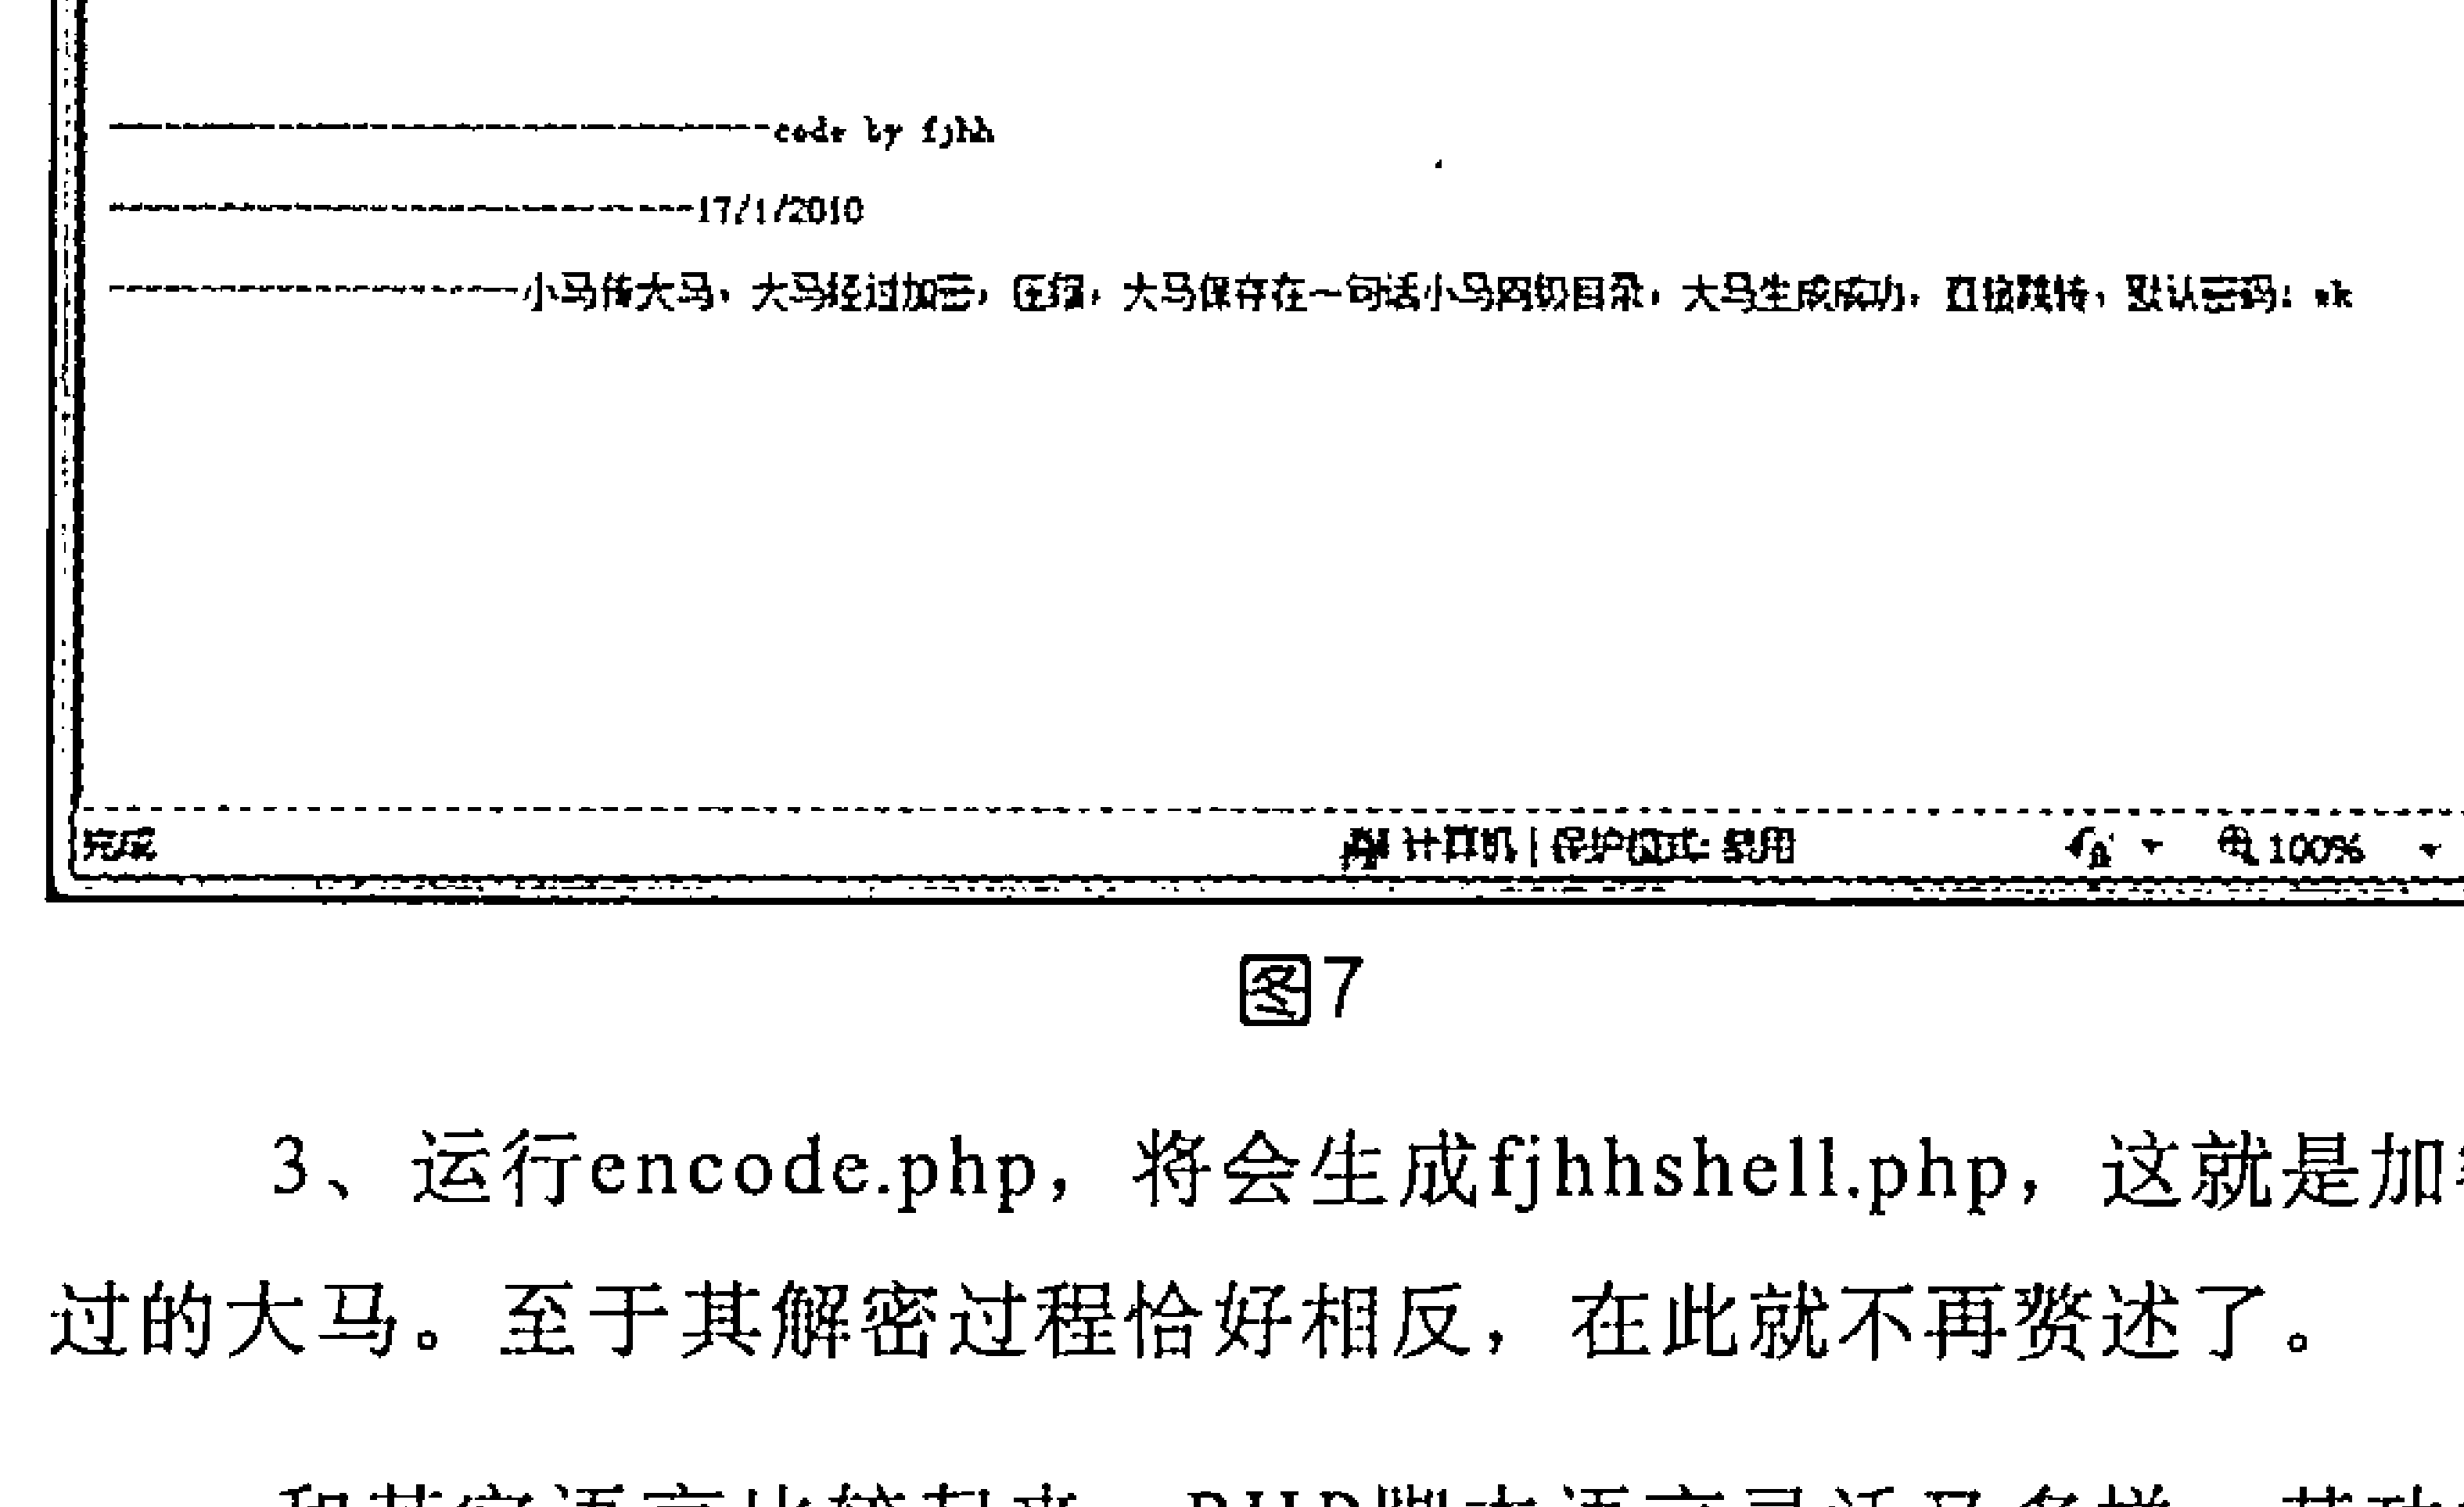 ------------------------------------code by fjhh
--------------------------------17/1/2010
----------------------小马传大马，大马经过加密，压缩，大马保存在一句话小马同级目录，大马生成成功，直接跳转，默认密码：
完成 计算机 | 保护模式: 禁用 100%
图7
3、运行encode.php，将会生成fjhhshell.php，这就是加
过的大马。至于其解密过程恰好相反，在此就不再赘述了。